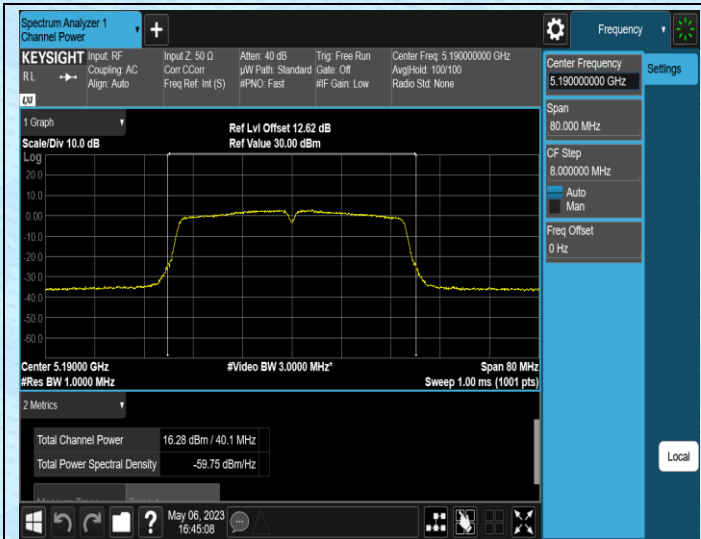 Spectrum Analyzer 1
Channel Power
+
Frequency
KEYSIGHT
R L
LXI
Input: RF
Coupling: AC
Align: Auto
Input Z: 50 Ω
Corr CCorr
Freq Ref: Int (S)
Atten: 40 dB
µW Path: Standard
#PNO: Fast
Trig: Free Run
Gate: Off
#IF Gain: Low
Center Freq: 5.190000000 GHz
Avg|Hold: 100/100
Radio Std: None
Center Frequency
5.190000000 GHz
Settings
Span
80.000 MHz
CF Step
8.000000 MHz
Auto
Man
Freq Offset
0 Hz
1 Graph
Scale/Div 10.0 dB
Ref Lvl Offset 12.62 dB
Ref Value 30.00 dBm
Log
20.0
10.0
0.00
-10.0
-20.0
-30.0
-40.0
-50.0
-60.0
Center 5.19000 GHz
#Video BW 3.0000 MHz*
Span 80 MHz
#Res BW 1.0000 MHz
Sweep 1.00 ms (1001 pts)
2 Metrics
Total Channel Power 16.28 dBm / 40.1 MHz
Total Power Spectral Density -59.75 dBm/Hz
Local
?
May 06, 2023
16:45:08